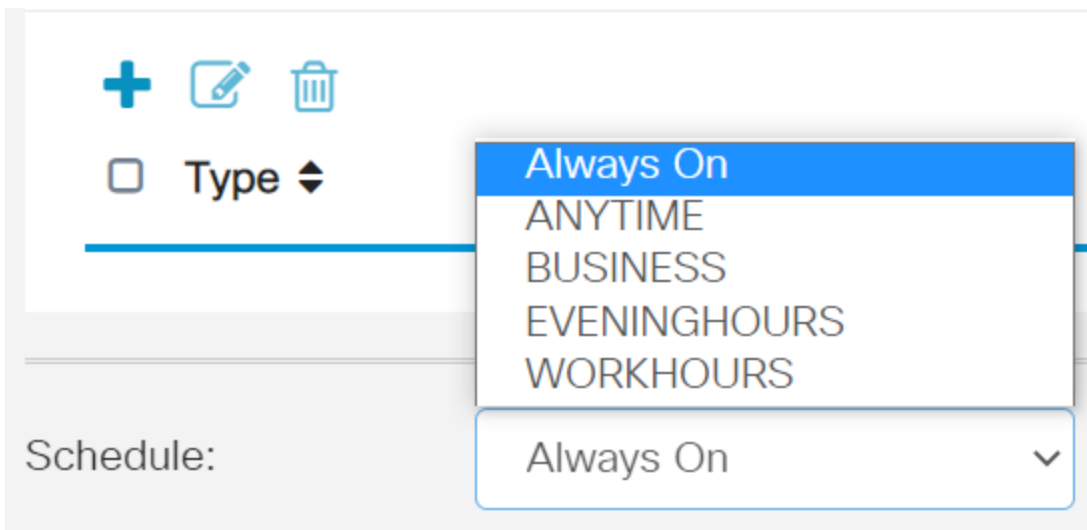 Type
Always On
ANYTIME
BUSINESS
EVENINGHOURS
WORKHOURS
Schedule: Always On